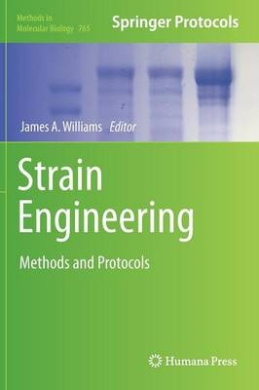 Methods in
Molecular Biology 765
Springer Protocols
James A. Williams Editor
Strain
Engineering
Methods and Protocols
Humana Press